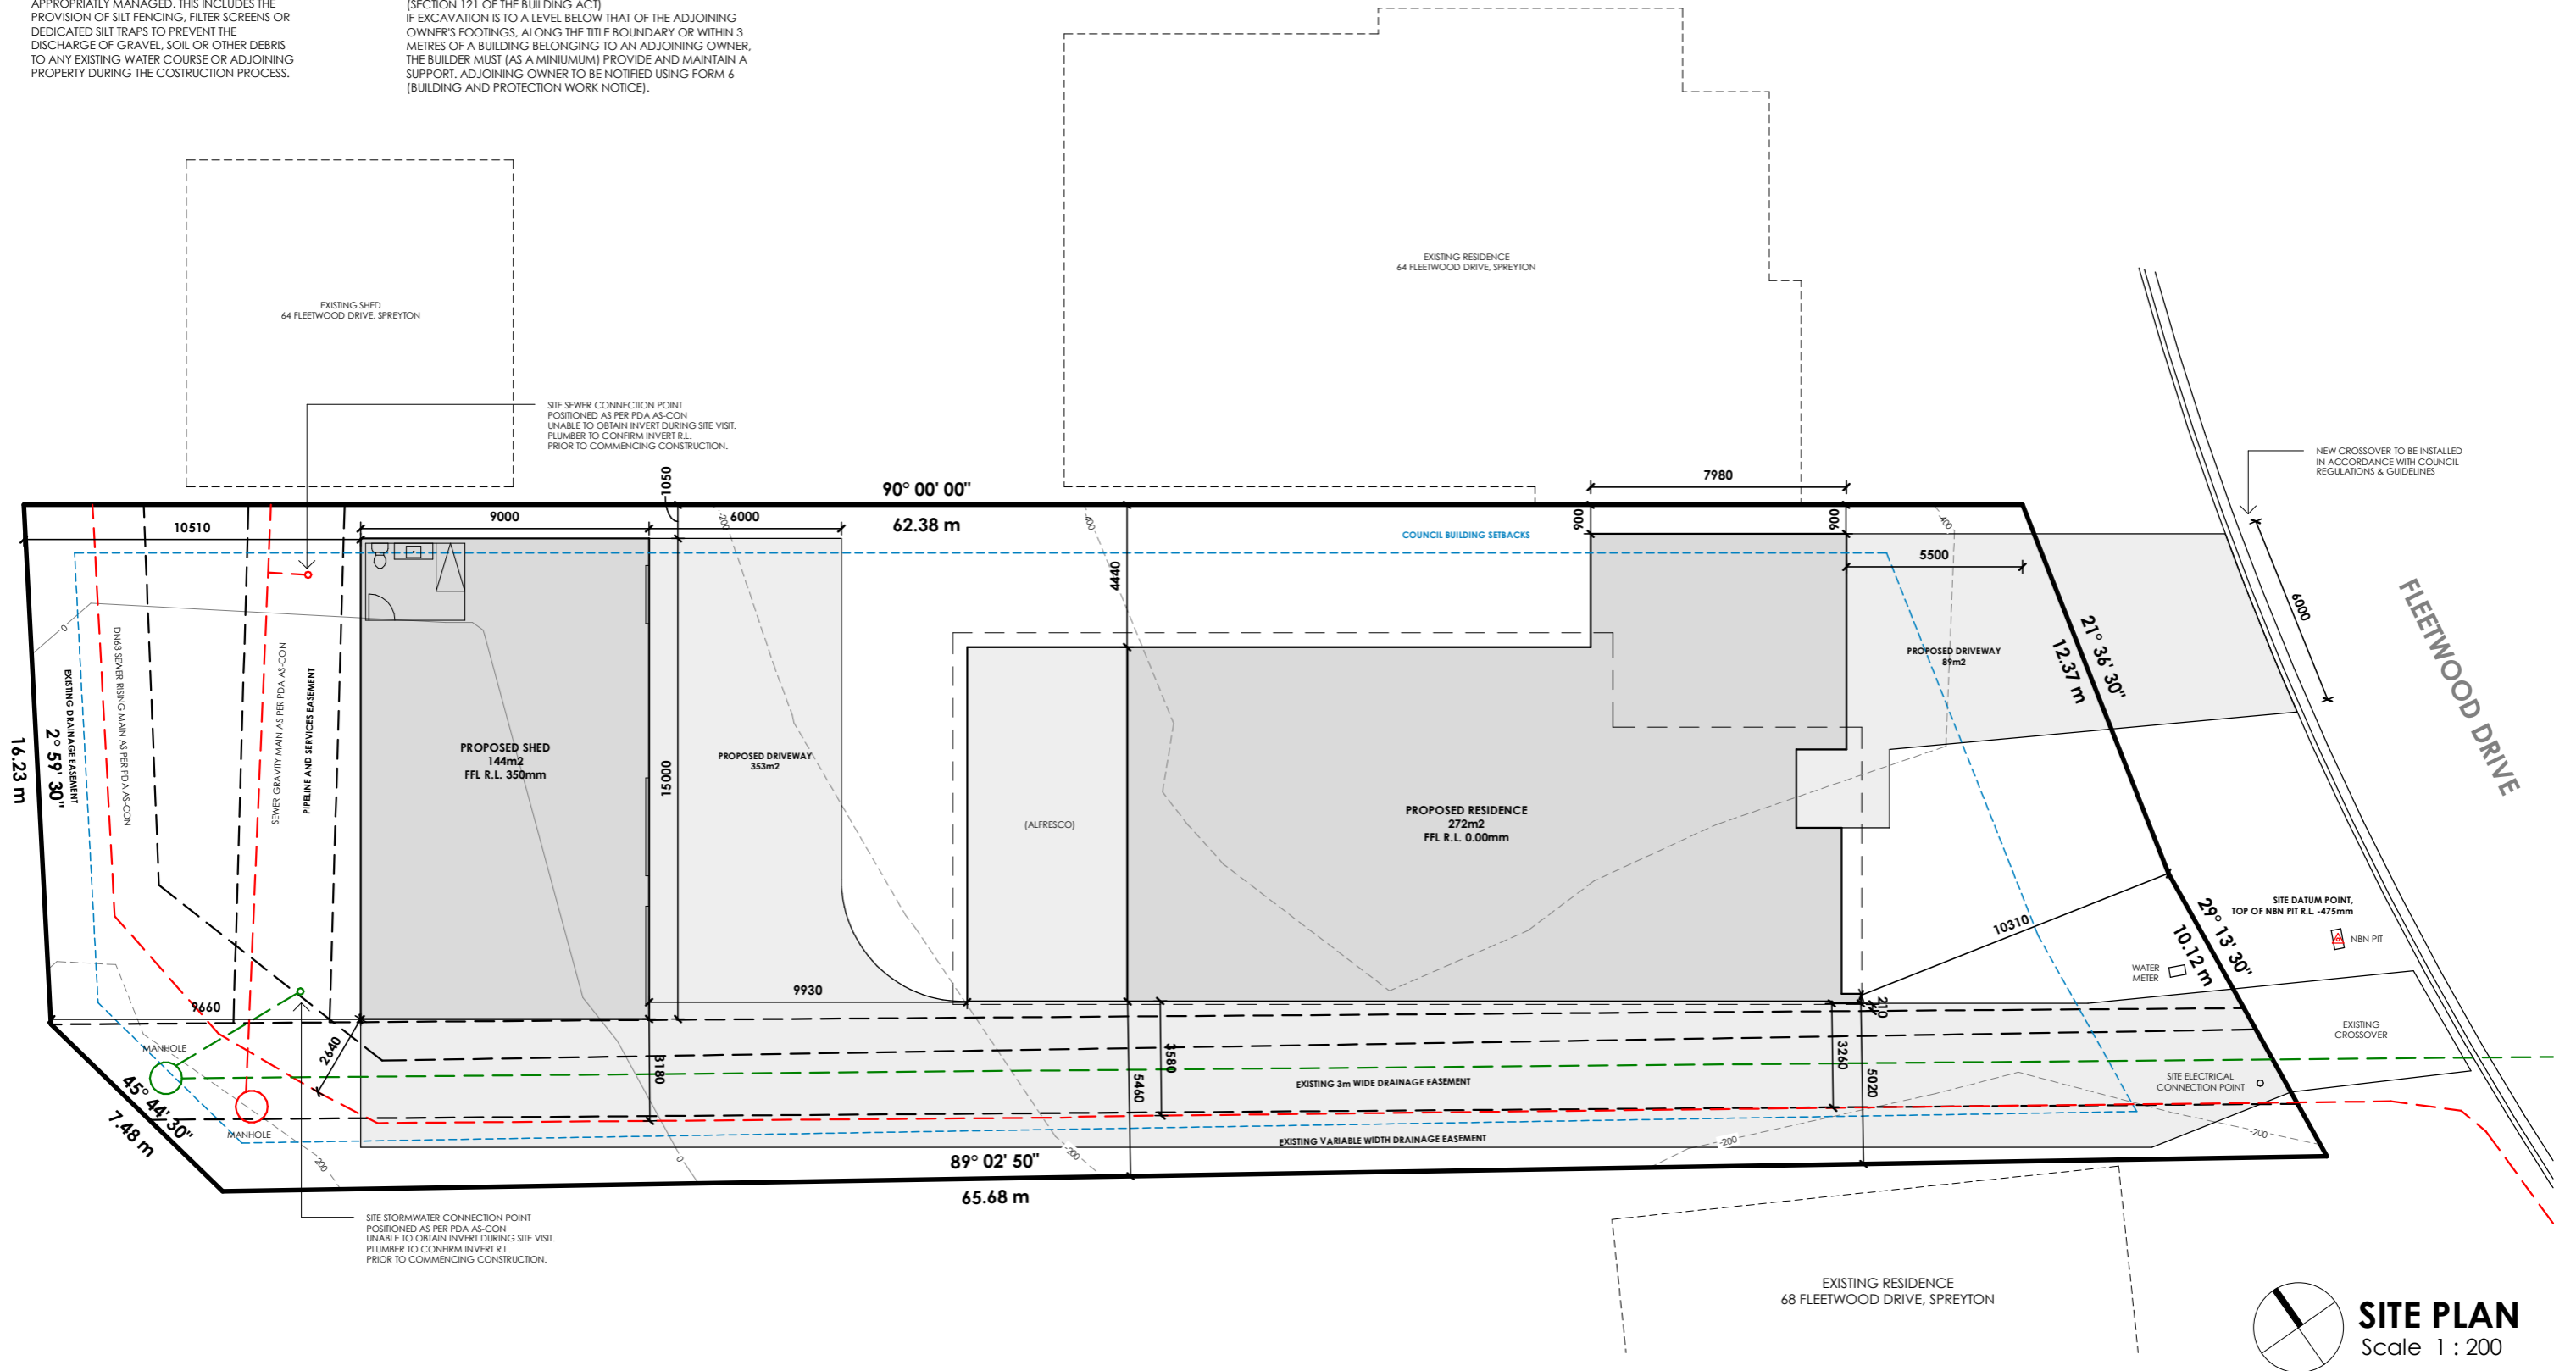 APPROPRIATLY MANAGED. THIS INCLUDES THE
PROVISION OF SILT FENCING, FILTER SCREENS OR
DEDICATED SILT TRAPS TO PREVENT THE
DISCHARGE OF GRAVEL, SOIL OR OTHER DEBRIS
TO ANY EXISTING WATER COURSE OR ADJOINING
PROPERTY DURING THE COSTRUCTION PROCESS.
(SECTION 121 OF THE BUILDING ACT)
IF EXCAVATION IS TO A LEVEL BELOW THAT OF THE ADJOINING
OWNER'S FOOTINGS, ALONG THE TITLE BOUNDARY OR WITHIN 3
METRES OF A BUILDING BELONGING TO AN ADJOINING OWNER,
THE BUILDER MUST (AS A MINIUMUM) PROVIDE AND MAINTAIN A
SUPPORT. ADJOINING OWNER TO BE NOTIFIED USING FORM 6
(BUILDING AND PROTECTION WORK NOTICE).
EXISTING SHED
64 FLEETWOOD DRIVE, SPREYTON
EXISTING RESIDENCE
64 FLEETWOOD DRIVE, SPREYTON
SITE SEWER CONNECTION POINT
POSITIONED AS PER PDA AS-CON
UNABLE TO OBTAIN INVERT DURING SITE VISIT.
PLUMBER TO CONFIRM INVERT R.L.
PRIOR TO COMMENCING CONSTRUCTION.
NEW CROSSOVER TO BE INSTALLED
IN ACCORDANCE WITH COUNCIL
REGULATIONS & GUIDELINES
1050
90° 00' 00"
62.38 m
7980
10510
9000
6000
-200
-400
900
900
-400
COUNCIL BUILDING SETBACKS
5500
4440
6000
FLEETWOOD DRIVE
0
21° 36' 30"
12.37 m
PROPOSED DRIVEWAY
89m2
16.23 m
2° 59' 30"
EXISTING DRAINAGE EASEMENT
DN63 SEWER RISING MAIN AS PER PDA AS-CON
SEWER GRAVITY MAIN AS PER PDA AS-CON
PIPELINE AND SERVICES EASEMENT
PROPOSED SHED
144m2
FFL R.L. 350mm
15000
PROPOSED DRIVEWAY
353m2
(ALFRESCO)
PROPOSED RESIDENCE
272m2
FFL R.L. 0.00mm
10310
29° 13' 30"
10.12 m
SITE DATUM POINT,
TOP OF NBN PIT R.L. -475mm
NBN PIT
WATER
METER
9930
9660
210
EXISTING
CROSSOVER
MANHOLE
2640
3180
3580
5460
3260
5020
EXISTING 3m WIDE DRAINAGE EASEMENT
SITE ELECTRICAL
CONNECTION POINT
45° 44' 30"
7.48 m
MANHOLE
EXISTING VARIABLE WIDTH DRAINAGE EASEMENT
200
0
-200
-200
-200
89° 02' 50"
65.68 m
SITE STORMWATER CONNECTION POINT
POSITIONED AS PER PDA AS-CON
UNABLE TO OBTAIN INVERT DURING SITE VISIT.
PLUMBER TO CONFIRM INVERT R.L.
PRIOR TO COMMENCING CONSTRUCTION.
EXISTING RESIDENCE
68 FLEETWOOD DRIVE, SPREYTON
SITE PLAN
Scale 1 : 200